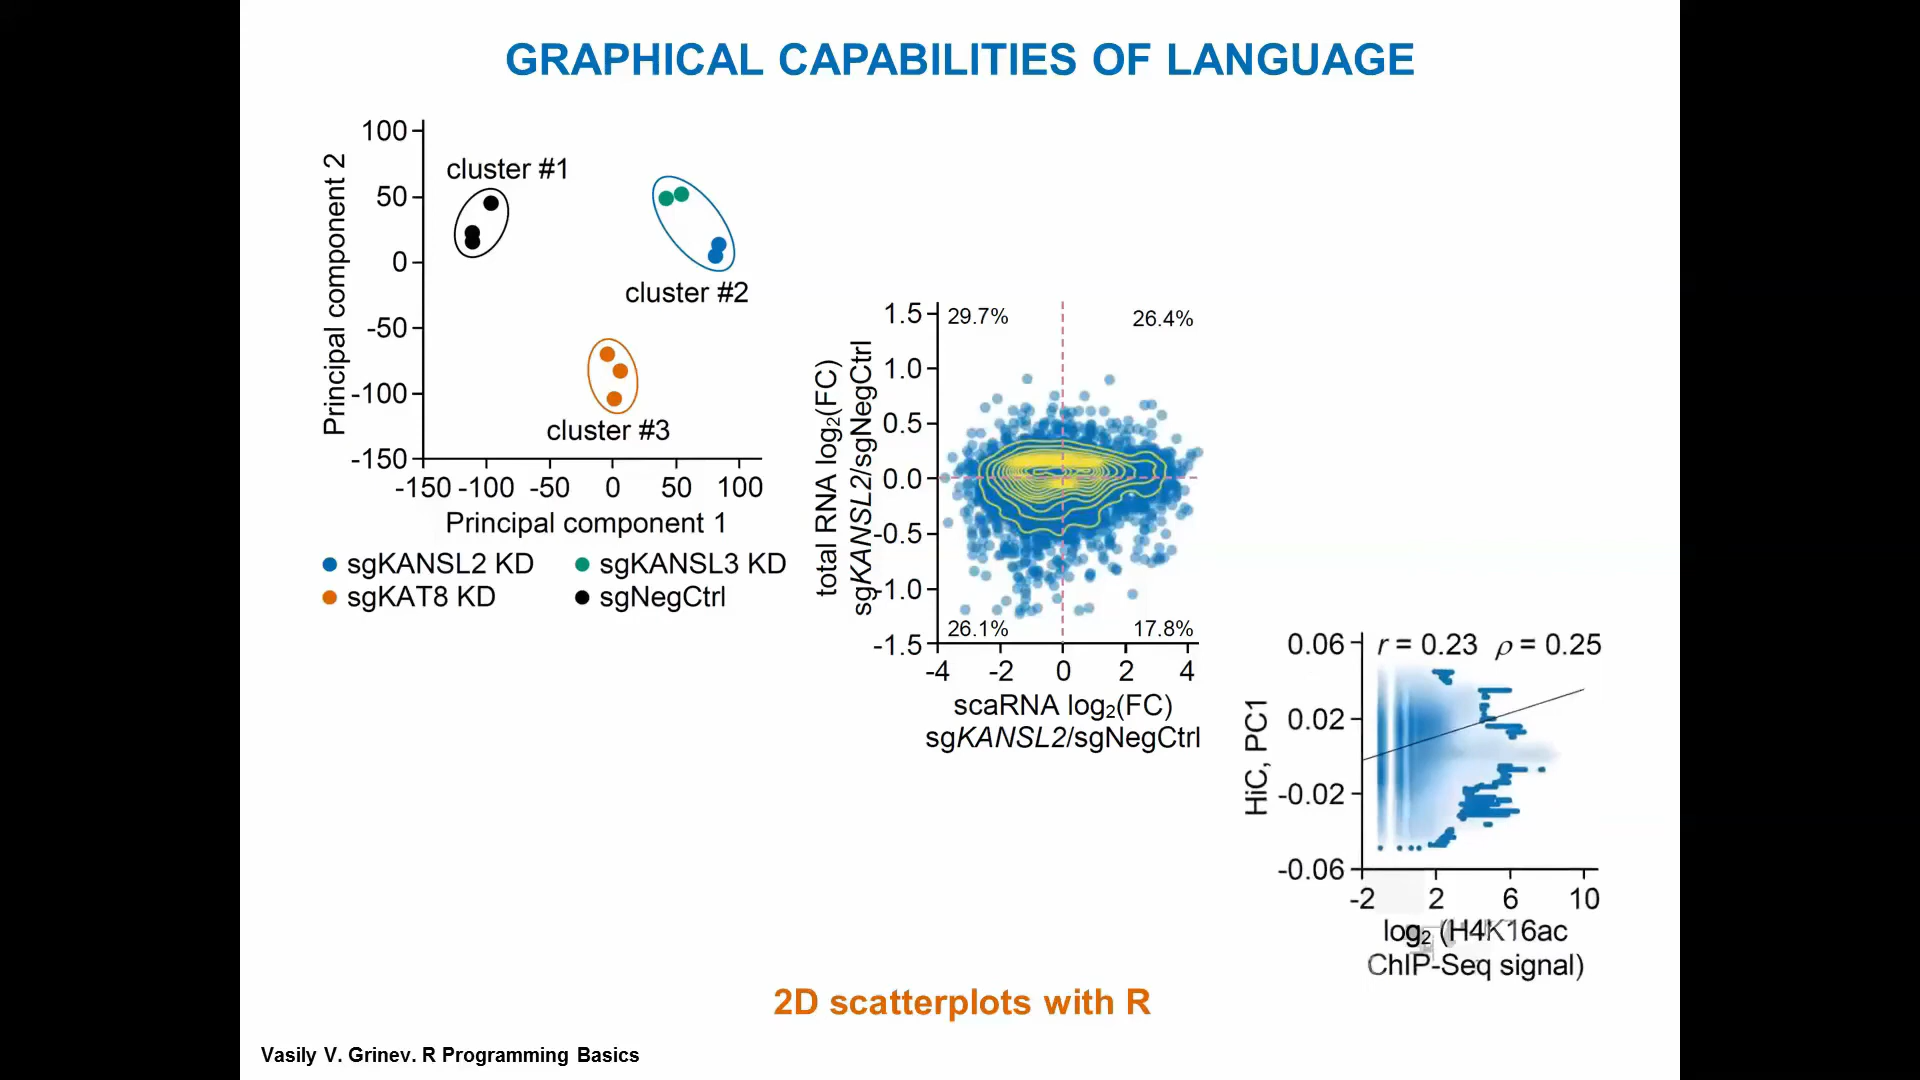 GRAPHICAL CAPABILITIES OF LANGUAGE
100
50
0
-50
-100
-150
Principal component 2
cluster #1
cluster #2
cluster #3
-150 -100 -50 0 50 100
Principal component 1
sgKANSL2 KD
sgKANSL3 KD
sgKAT8 KD
sgNegCtrl
1.5
1.0
0.5
0.0
-0.5
-1.0
-1.5
total RNA log₂(FC)
sgKANSL2/sgNegCtrl
29.7%
26.4%
26.1%
17.8%
-4 -2 0 2 4
scaRNA log₂(FC)
sgKANSL2/sgNegCtrl
0.06
0.02
-0.02
-0.06
HiC, PC1
r = 0.23 ρ = 0.25
-2 2 6 10
log₂ (H4K16ac
ChIP-Seq signal)
2D scatterplots with R
Vasily V. Grinev. R Programming Basics